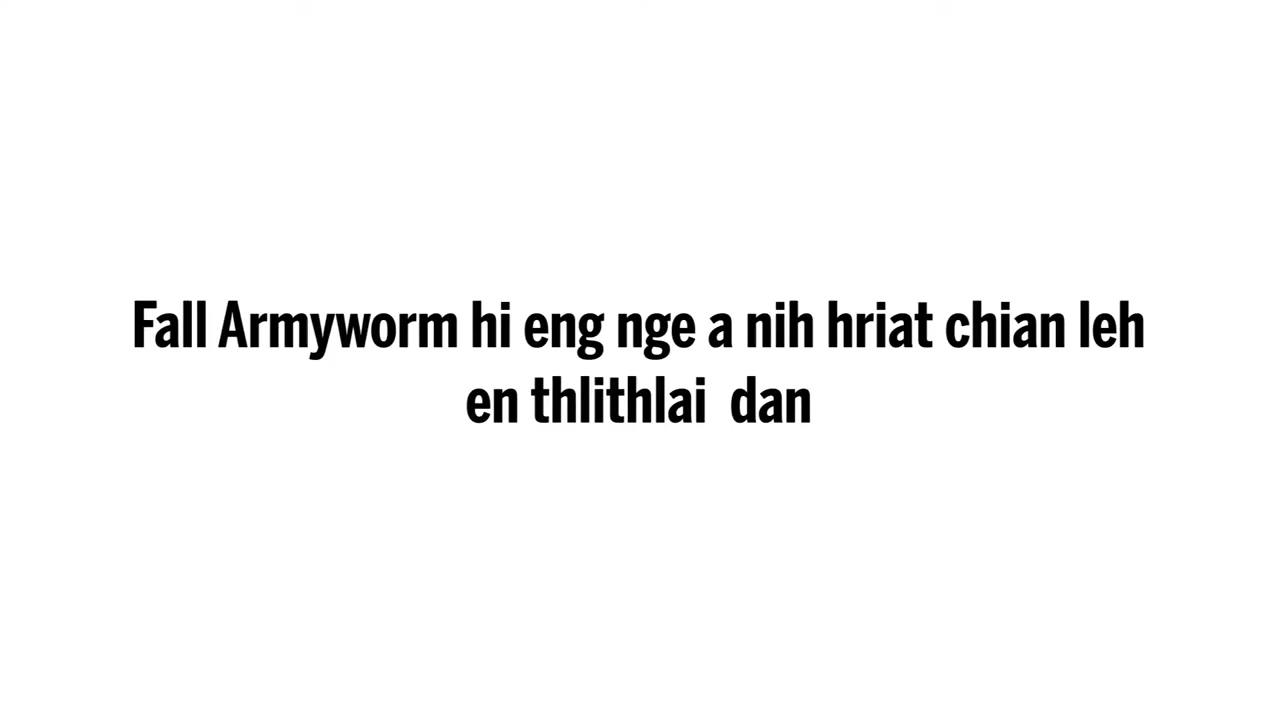 Fall Armyworm hi eng nge a nih hriat chian leh
en thlithlai dan